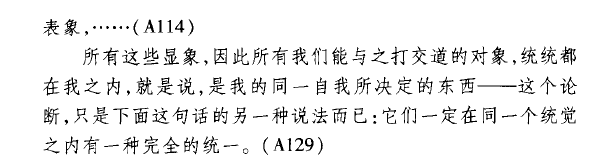 表象,……(A114)
所有这些显象,因此所有我们能与之打交道的对象,统统都
在我之内,就是说,是我的同一自我所决定的东西——这个论
断,只是下面这句话的另一种说法而已:它们一定在同一个统觉
之内有一种完全的统一。(A129)